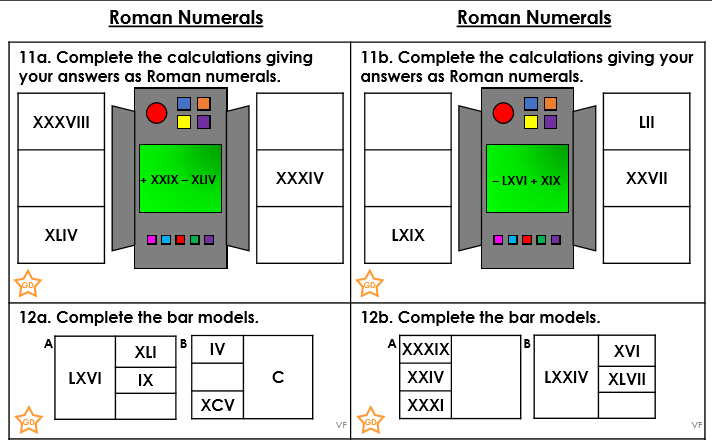 Roman Numerals
Roman Numerals
11a. Complete the calculations giving
your answers as Roman numerals.
XXXVIII
+ XXIX – XLIV
XXXIV
XLIV
GD
11b. Complete the calculations giving your
answers as Roman numerals.
LII
– LXVI + XIX
XXVII
LXIX
GD
12a. Complete the bar models.
A
LXVI
XLI
IX
B
IV
C
XCV
GD
VF
12b. Complete the bar models.
A
XXXIX
XXIV
XXXI
B
LXXIV
XVI
XLVII
GD
VF